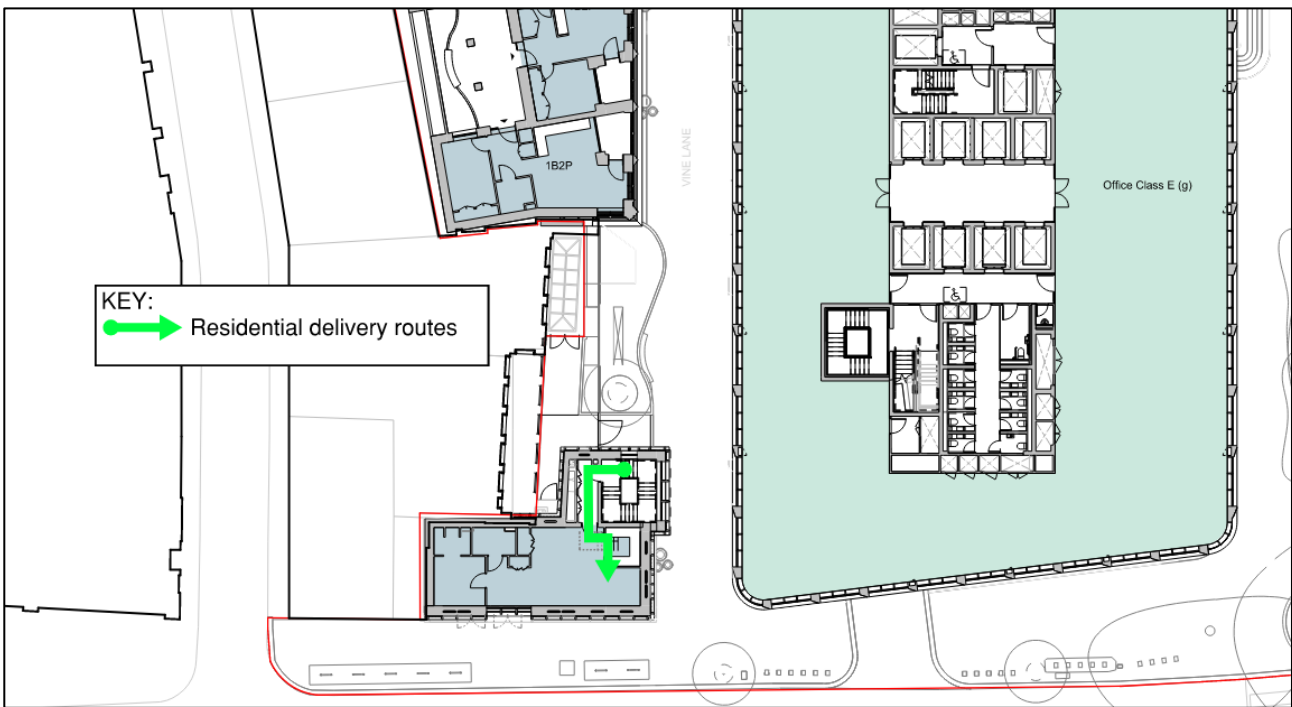 1B2P
VINE LANE
Office Class E (g)
KEY:
Residential delivery routes